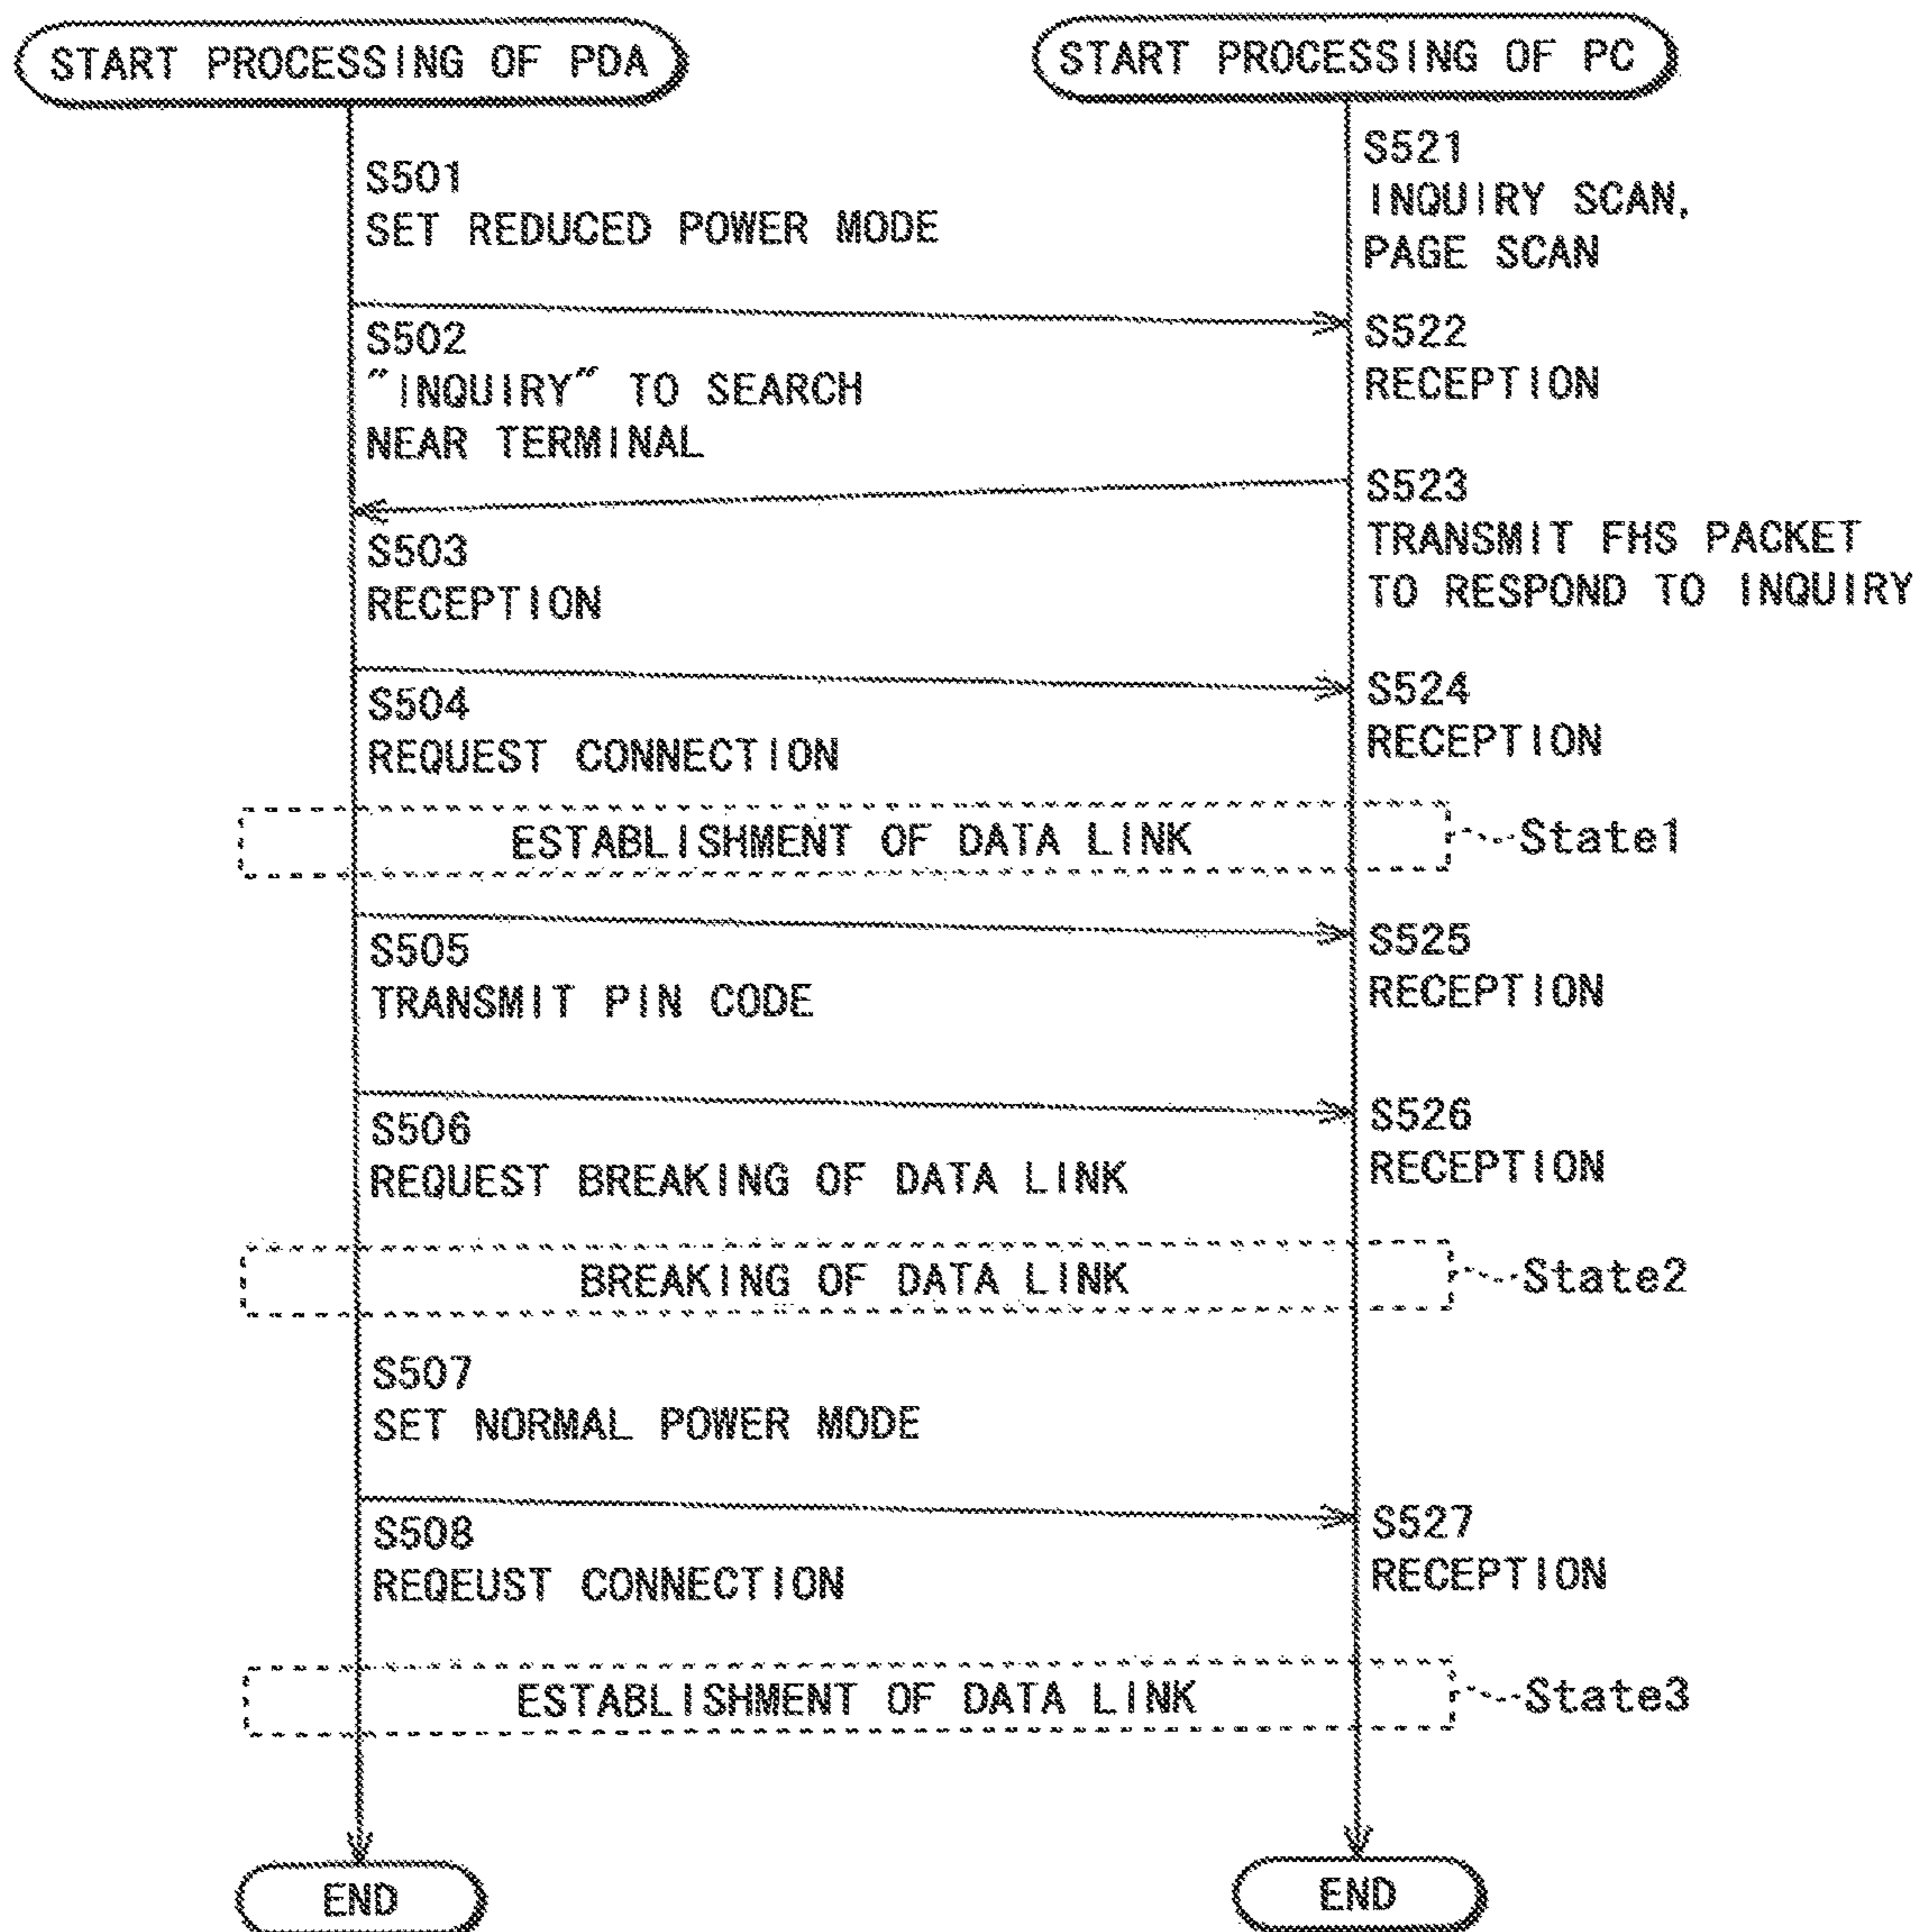 START PROCESSING OF PDA
START PROCESSING OF PC
S521
INQUIRY SCAN,
PAGE SCAN
S501
SET REDUCED POWER MODE
S502
"INQUIRY" TO SEARCH
NEAR TERMINAL
S522
RECEPTION
S523
TRANSMIT FHS PACKET
TO RESPOND TO INQUIRY
S503
RECEPTION
S504
REQUEST CONNECTION
S524
RECEPTION
ESTABLISHMENT OF DATA LINK
State1
S505
TRANSMIT PIN CODE
S525
RECEPTION
S506
REQUEST BREAKING OF DATA LINK
S526
RECEPTION
BREAKING OF DATA LINK
State2
S507
SET NORMAL POWER MODE
S508
REQEUST CONNECTION
S527
RECEPTION
ESTABLISHMENT OF DATA LINK
State3
END
END